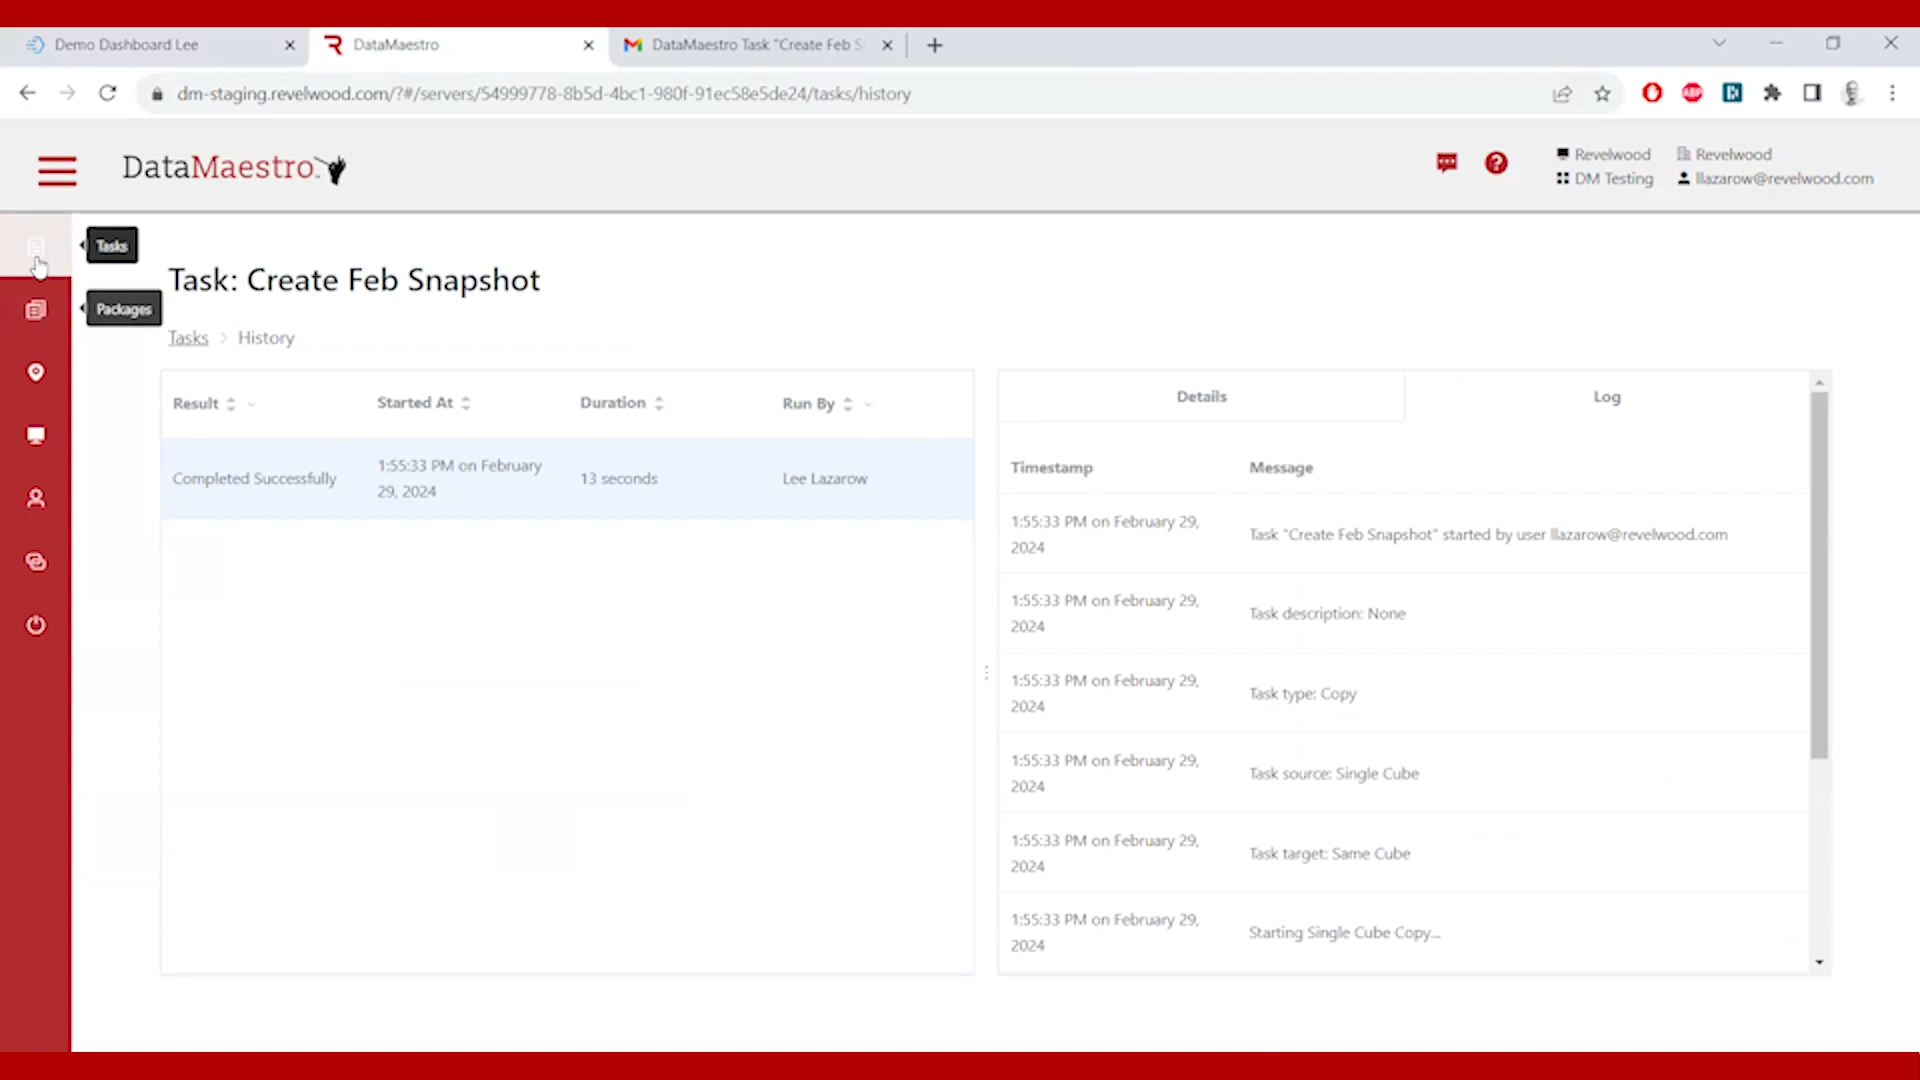 Demo Dashboard Lee
DataMaestro
DataMaestro Task "Create Feb S
dm-staging.revelwood.com/?#/servers/54999778-8b5d-4bc1-980f-91ec58e5de24/tasks/history
DataMaestro
Revelwood
Revelwood
DM Testing
llazarow@revelwood.com
Tasks
Packages
Task: Create Feb Snapshot
Tasks > History
Result
Started At
Duration
Run By
Completed Successfully
1:55:33 PM on February
29, 2024
13 seconds
Lee Lazarow
Details
Log
Timestamp
Message
1:55:33 PM on February 29,
2024
Task "Create Feb Snapshot" started by user llazarow@revelwood.com
1:55:33 PM on February 29,
2024
Task description: None
1:55:33 PM on February 29,
2024
Task type: Copy
1:55:33 PM on February 29,
2024
Task source: Single Cube
1:55:33 PM on February 29,
2024
Task target: Same Cube
1:55:33 PM on February 29,
2024
Starting Single Cube Copy...